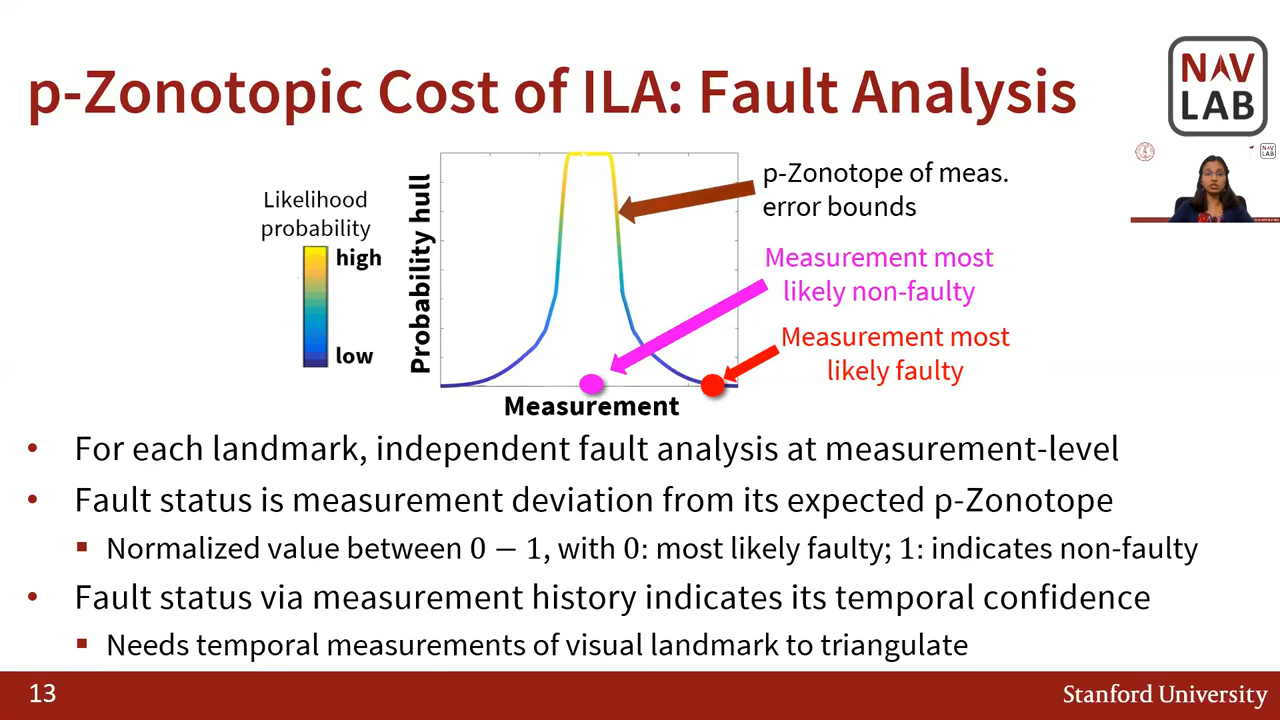 p-Zonotopic Cost of ILA: Fault Analysis
NAV
LAB
NAV
LAB
Likelihood
probability
high
low
Probability hull
Measurement
p-Zonotope of meas.
error bounds
Measurement most
likely non-faulty
Measurement most
likely faulty
• For each landmark, independent fault analysis at measurement-level
• Fault status is measurement deviation from its expected p-Zonotope
▪ Normalized value between 0 − 1, with 0: most likely faulty; 1: indicates non-faulty
• Fault status via measurement history indicates its temporal confidence
▪ Needs temporal measurements of visual landmark to triangulate
13
Stanford University